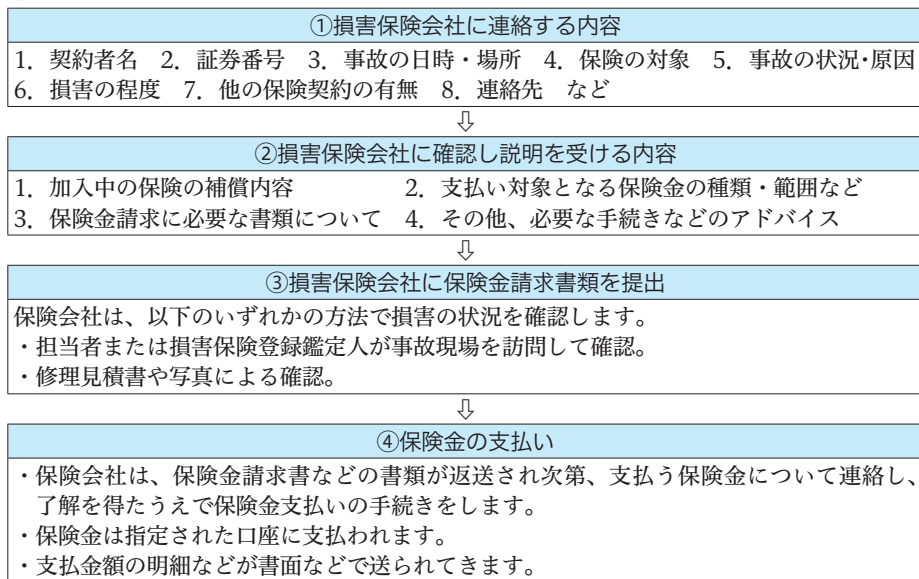 ①損害保険会社に連絡する内容
1. 契約者名　2. 証券番号　3. 事故の日時・場所　4. 保険の対象　5. 事故の状況・原因
6. 損害の程度　7. 他の保険契約の有無　8. 連絡先　など
⇩
②損害保険会社に確認し説明を受ける内容
1. 加入中の保険の補償内容　2. 支払い対象となる保険金の種類・範囲など
3. 保険金請求に必要な書類について　4. その他、必要な手続きなどのアドバイス
⇩
③損害保険会社に保険金請求書類を提出
保険会社は、以下のいずれかの方法で損害の状況を確認します。
・担当者または損害保険登録鑑定人が事故現場を訪問して確認。
・修理見積書や写真による確認。
⇩
④保険金の支払い
・保険会社は、保険金請求書などの書類が返送され次第、支払う保険金について連絡し、
了解を得たうえで保険金支払いの手続きをします。
・保険金は指定された口座に支払われます。
・支払金額の明細などが書面などで送られてきます。